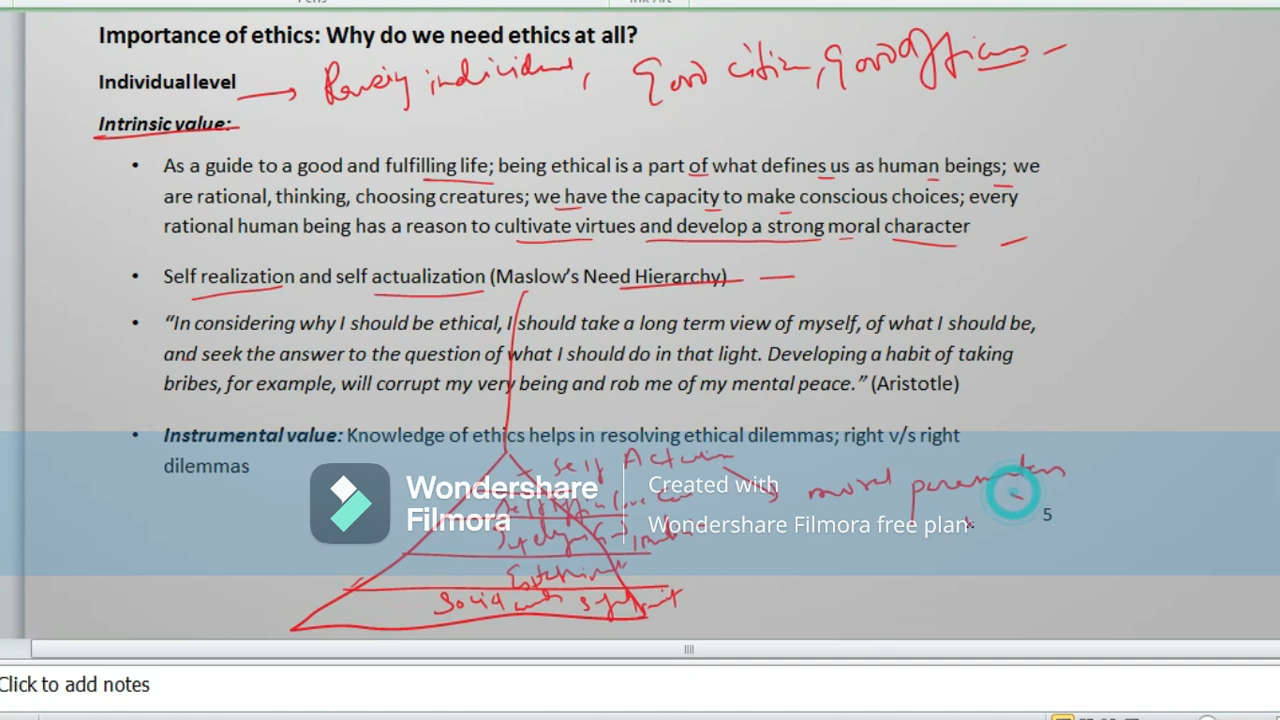 Importance of ethics: Why do we need ethics at all?
Individual level
individual, Good citizen, Good Officers
Intrinsic value:
• As a guide to a good and fulfilling life; being ethical is a part of what defines us as human beings; we
are rational, thinking, choosing creatures; we have the capacity to make conscious choices; every
rational human being has a reason to cultivate virtues and develop a strong moral character
• Self realization and self actualization (Maslow's Need Hierarchy)
• "In considering why I should be ethical, I should take a long term view of myself, of what I should be,
and seek the answer to the question of what I should do in that light. Developing a habit of taking
bribes, for example, will corrupt my very being and rob me of my mental peace." (Aristotle)
• Instrumental value: Knowledge of ethics helps in resolving ethical dilemmas; right v/s right
dilemmas
Self
moral
Wondershare
Filmora
Created with
Wondershare Filmora free plan
5
Click to add notes